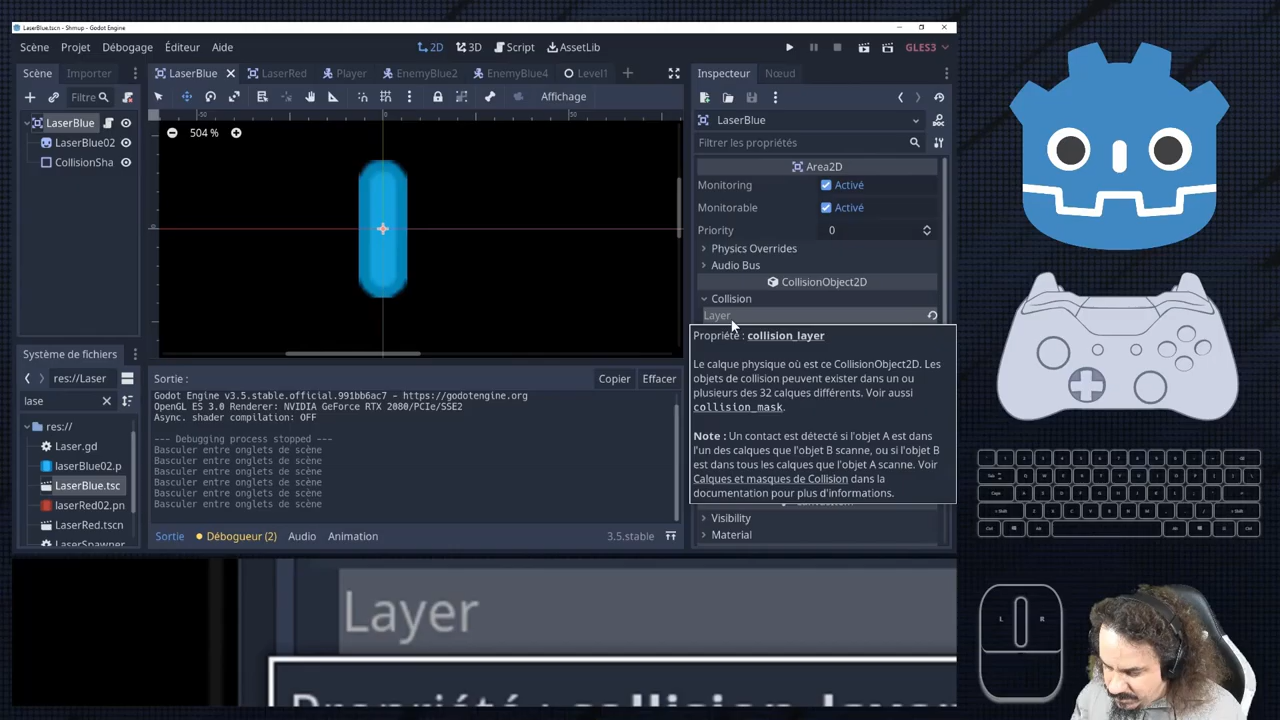 LaserBlue.tscn - Shmup - Godot Engine
Scène Projet Débogage Éditeur Aide
2D 3D Script AssetLib
GLES3
Scène Importer
LaserBlue LaserRed Player EnemyBlue2 EnemyBlue4 Level1
Inspecteur Nœud
Filtre
Affichage
LaserBlue
LaserBlue02
CollisionSha
-50 0 50
504 %
0
LaserBlue
Filtrer les propriétés
Area2D
Monitoring Activé
Monitorable Activé
Priority 0
Physics Overrides
Audio Bus
CollisionObject2D
Collision
Layer
Propriété : collision_layer
Le calque physique où est ce CollisionObject2D. Les
objets de collision peuvent exister dans un ou
plusieurs des 32 calques différents. Voir aussi
collision_mask.
Note : Un contact est détecté si l'objet A est dans
l'un des calques que l'objet B scanne, ou si l'objet B
est dans tous les calques que l'objet A scanne. Voir
Calques et masques de Collision dans la
documentation pour plus d'informations.
Visibility
Material
Système de fichiers
res://Laser
lase
res://
Laser.gd
laserBlue02.p
LaserBlue.tsc
laserRed02.pn
LaserRed.tscn
LaserSpawner
Sortie :
Copier Effacer
Godot Engine v3.5.stable.official.991bb6ac7 - https://godotengine.org
OpenGL ES 3.0 Renderer: NVIDIA GeForce RTX 2080/PCIe/SSE2
Async. shader compilation: OFF
--- Debugging process stopped ---
Basculer entre onglets de scène
Basculer entre onglets de scène
Basculer entre onglets de scène
Basculer entre onglets de scène
Basculer entre onglets de scène
Basculer entre onglets de scène
Sortie Débogueur (2) Audio Animation 3.5.stable
Layer
Propriété : collision_layer
L R